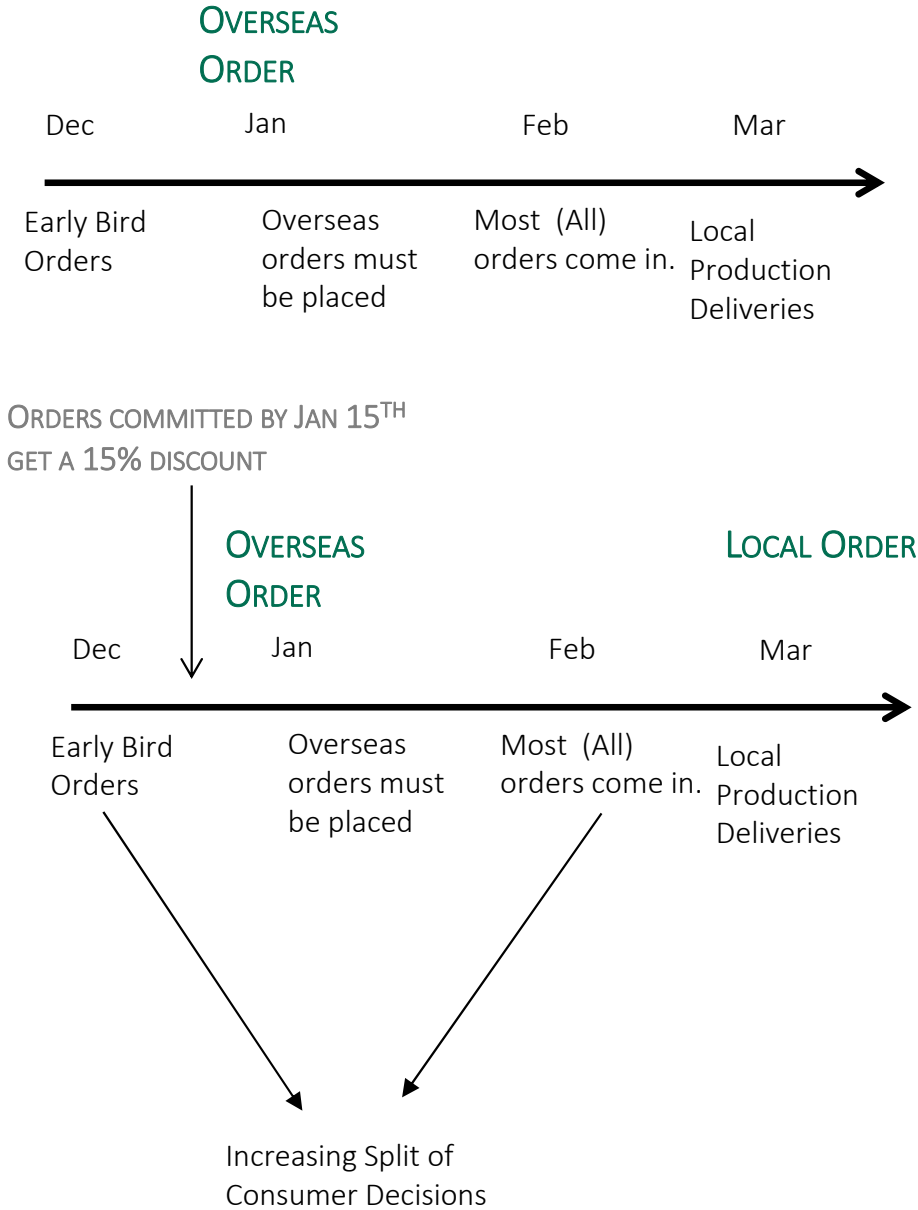 OVERSEAS
ORDER
Dec Jan Feb Mar
Early Bird
Orders
Overseas
orders must
be placed
Most (All)
orders come in.
Local
Production
Deliveries
ORDERS COMMITTED BY JAN 15TH
GET A 15% DISCOUNT
OVERSEAS
ORDER
LOCAL ORDER
Dec Jan Feb Mar
Early Bird
Orders
Overseas
orders must
be placed
Most (All)
orders come in.
Local
Production
Deliveries
Increasing Split of
Consumer Decisions